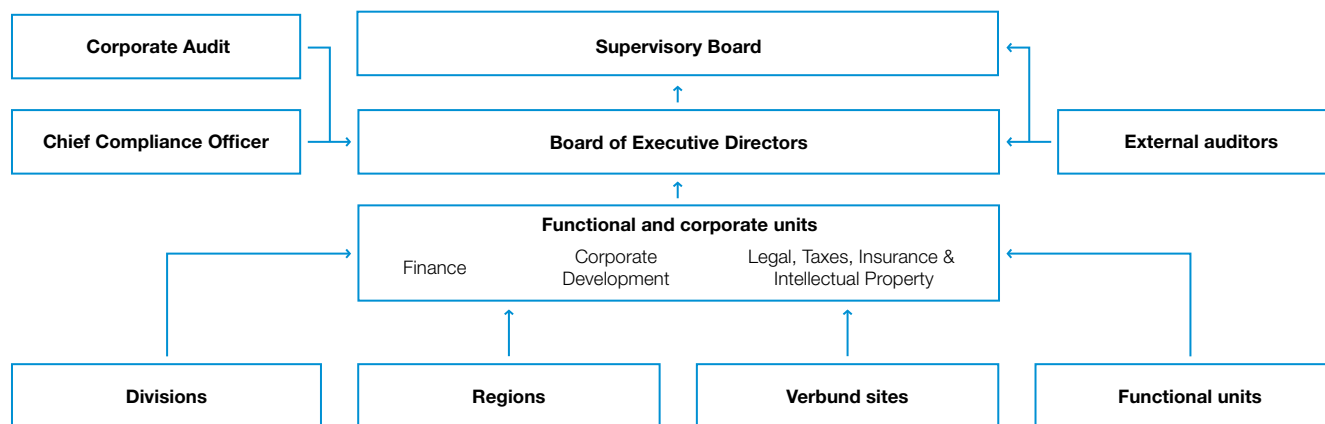 Corporate Audit
Supervisory Board
Chief Compliance Officer
Board of Executive Directors
External auditors
Functional and corporate units
Finance
Corporate
Development
Legal, Taxes, Insurance &
Intellectual Property
Divisions
Regions
Verbund sites
Functional units